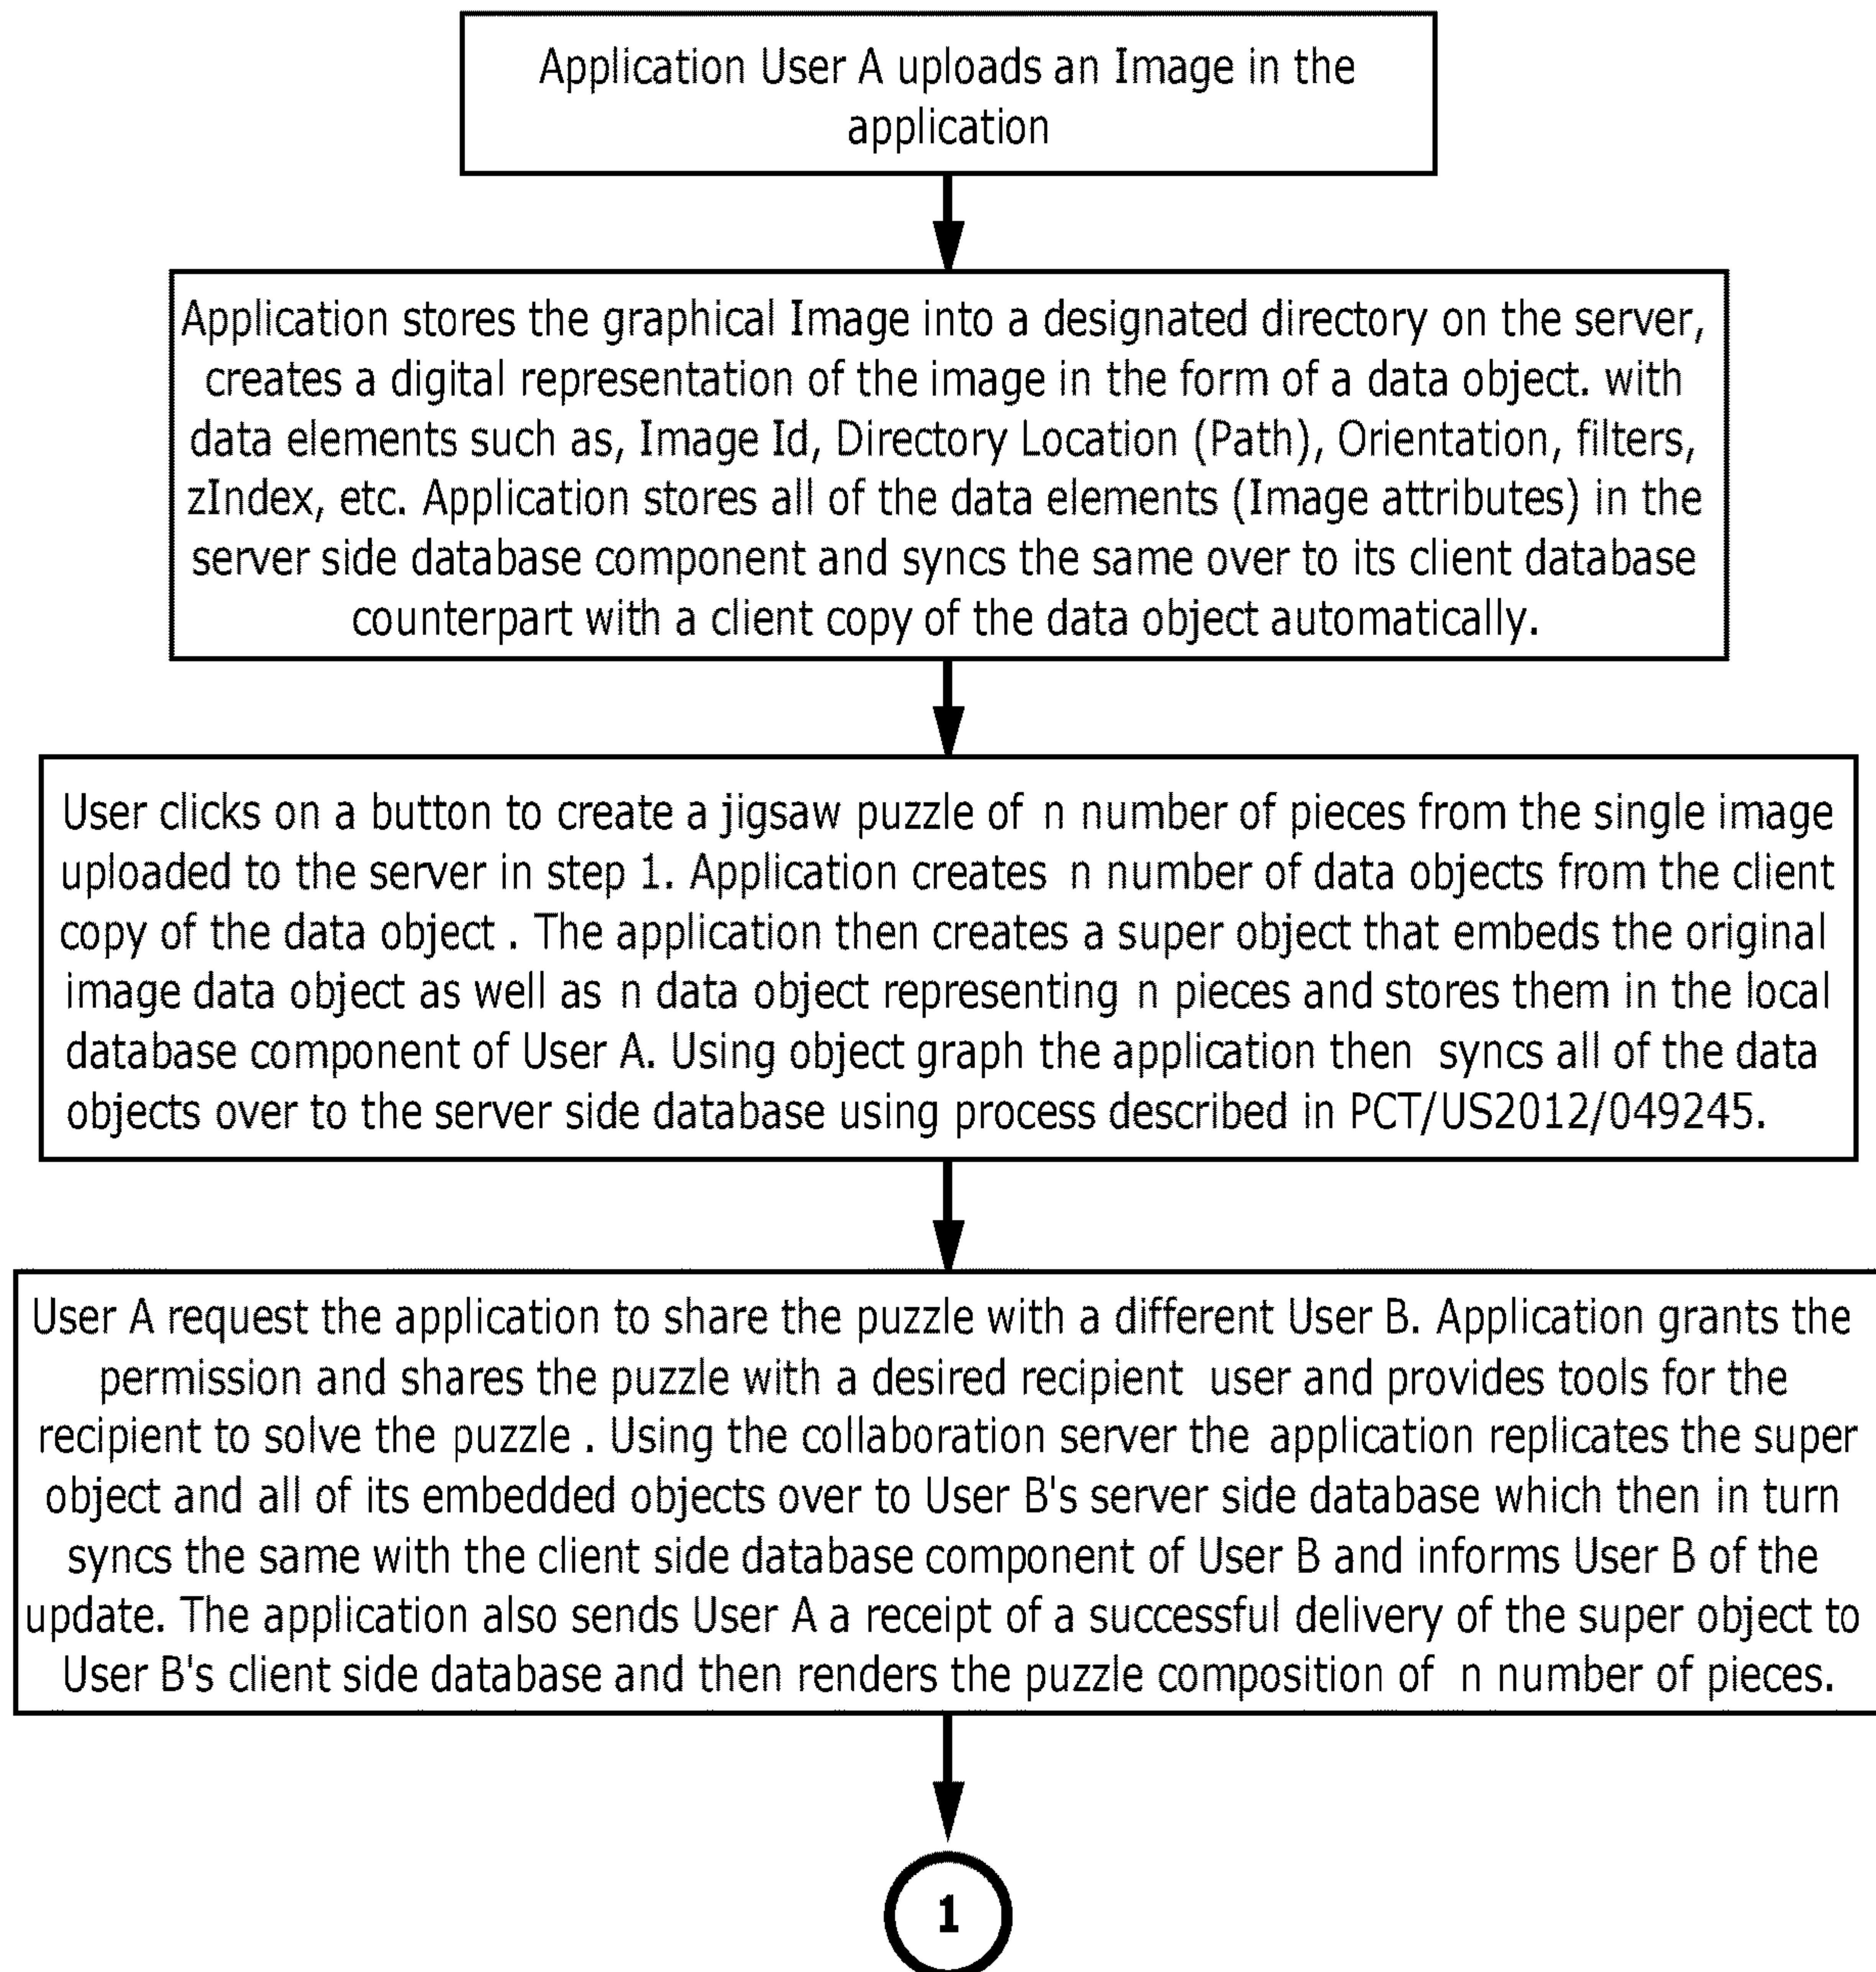 Application User A uploads an Image in the
application
Application stores the graphical Image into a designated directory on the server,
creates a digital representation of the image in the form of a data object. with
data elements such as, Image Id, Directory Location (Path), Orientation, filters,
zIndex, etc. Application stores all of the data elements (Image attributes) in the
server side database component and syncs the same over to its client database
counterpart with a client copy of the data object automatically.
User clicks on a button to create a jigsaw puzzle of n number of pieces from the single image
uploaded to the server in step 1. Application creates n number of data objects from the client
copy of the data object . The application then creates a super object that embeds the original
image data object as well as n data object representing n pieces and stores them in the local
database component of User A. Using object graph the application then syncs all of the data
objects over to the server side database using process described in PCT/US2012/049245.
User A request the application to share the puzzle with a different User B. Application grants the
permission and shares the puzzle with a desired recipient user and provides tools for the
recipient to solve the puzzle . Using the collaboration server the application replicates the super
object and all of its embedded objects over to User B's server side database which then in turn
syncs the same with the client side database component of User B and informs User B of the
update. The application also sends User A a receipt of a successful delivery of the super object to
User B's client side database and then renders the puzzle composition of n number of pieces.
1